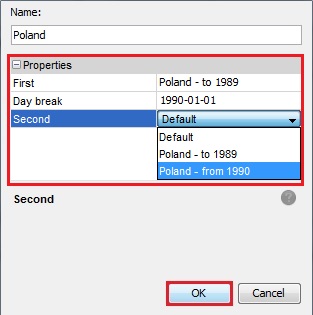 Name:
Poland
Properties
First Poland - to 1989
Day break 1990-01-01
Second Default
Default
Poland - to 1989
Poland - from 1990
Second ?
OK Cancel